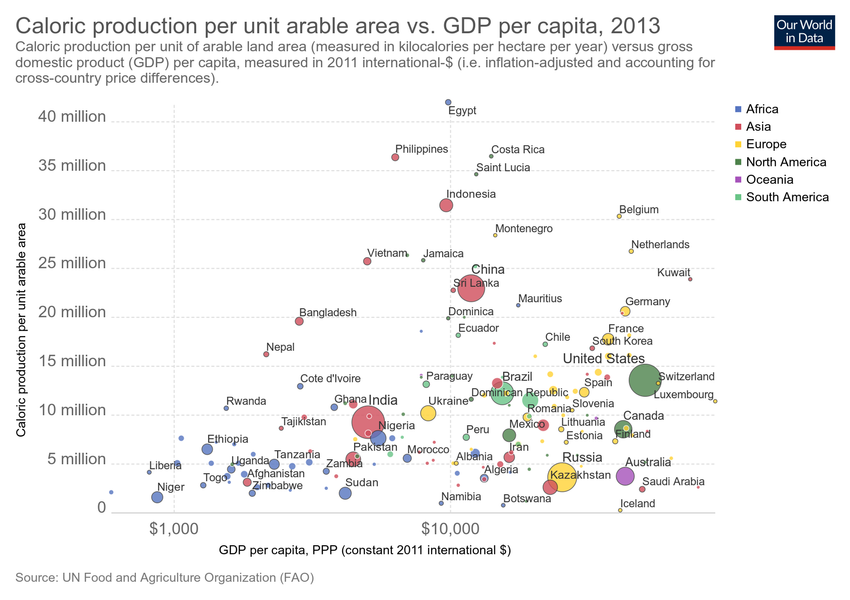 Caloric production per unit arable area vs. GDP per capita, 2013
Our World
in Data
Caloric production per unit of arable land area (measured in kilocalories per hectare per year) versus gross
domestic product (GDP) per capita, measured in 2011 international-$ (i.e. inflation-adjusted and accounting for
cross-country price differences).
Africa
Asia
Europe
North America
Oceania
South America
Caloric production per unit arable area
40 million
35 million
30 million
25 million
20 million
15 million
10 million
5 million
0
Egypt
Philippines
Costa Rica
Saint Lucia
Indonesia
Belgium
Montenegro
Netherlands
Vietnam
Jamaica
China
Kuwait
Sri Lanka
Mauritius
Germany
Bangladesh
Dominica
Ecuador
France
Chile
South Korea
Nepal
United States
Cote d'Ivoire
Paraguay
Brazil
Switzerland
Spain
Dominican Republic
Luxembourg
Rwanda
Ghana
India
Ukraine
Slovenia
Romania
Tajikistan
Nigeria
Mexico
Lithuania
Canada
Ethiopia
Peru
Estonia
Finland
Pakistan
Morocco
Iran
Liberia
Uganda
Tanzania
Zambia
Albania
Russia
Australia
Togo
Afghanistan
Algeria
Kazakhstan
Niger
Zimbabwe
Sudan
Saudi Arabia
Namibia
Botswana
Iceland
$1,000
$10,000
GDP per capita, PPP (constant 2011 international $)
Source: UN Food and Agriculture Organization (FAO)